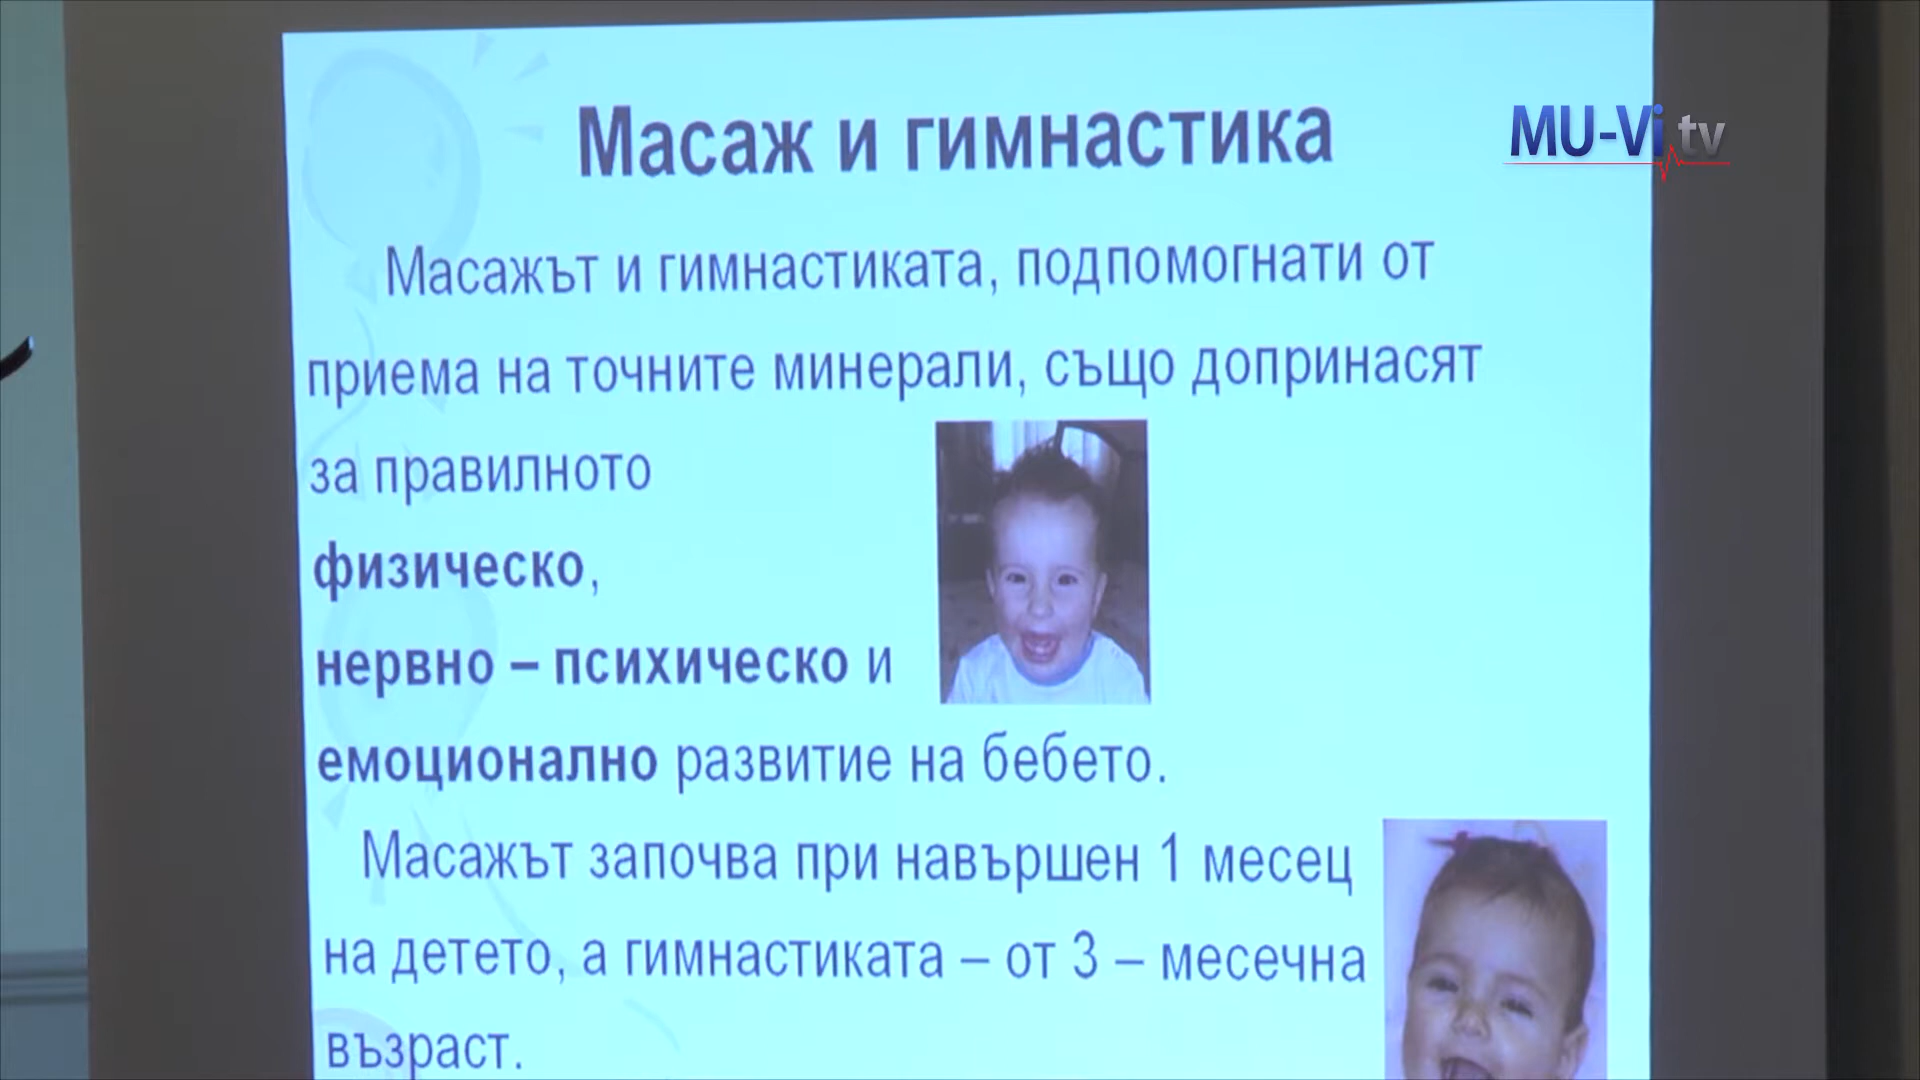 Масаж и гимнастика
MU-Vi.tv
Масажът и гимнастиката, подпомогнати от
приема на точните минерали, също допринасят
за правилното
физическо,
нервно – психическо и
емоционално развитие на бебето.
Масажът започва при навършен 1 месец
на детето, а гимнастиката – от 3 – месечна
възраст.